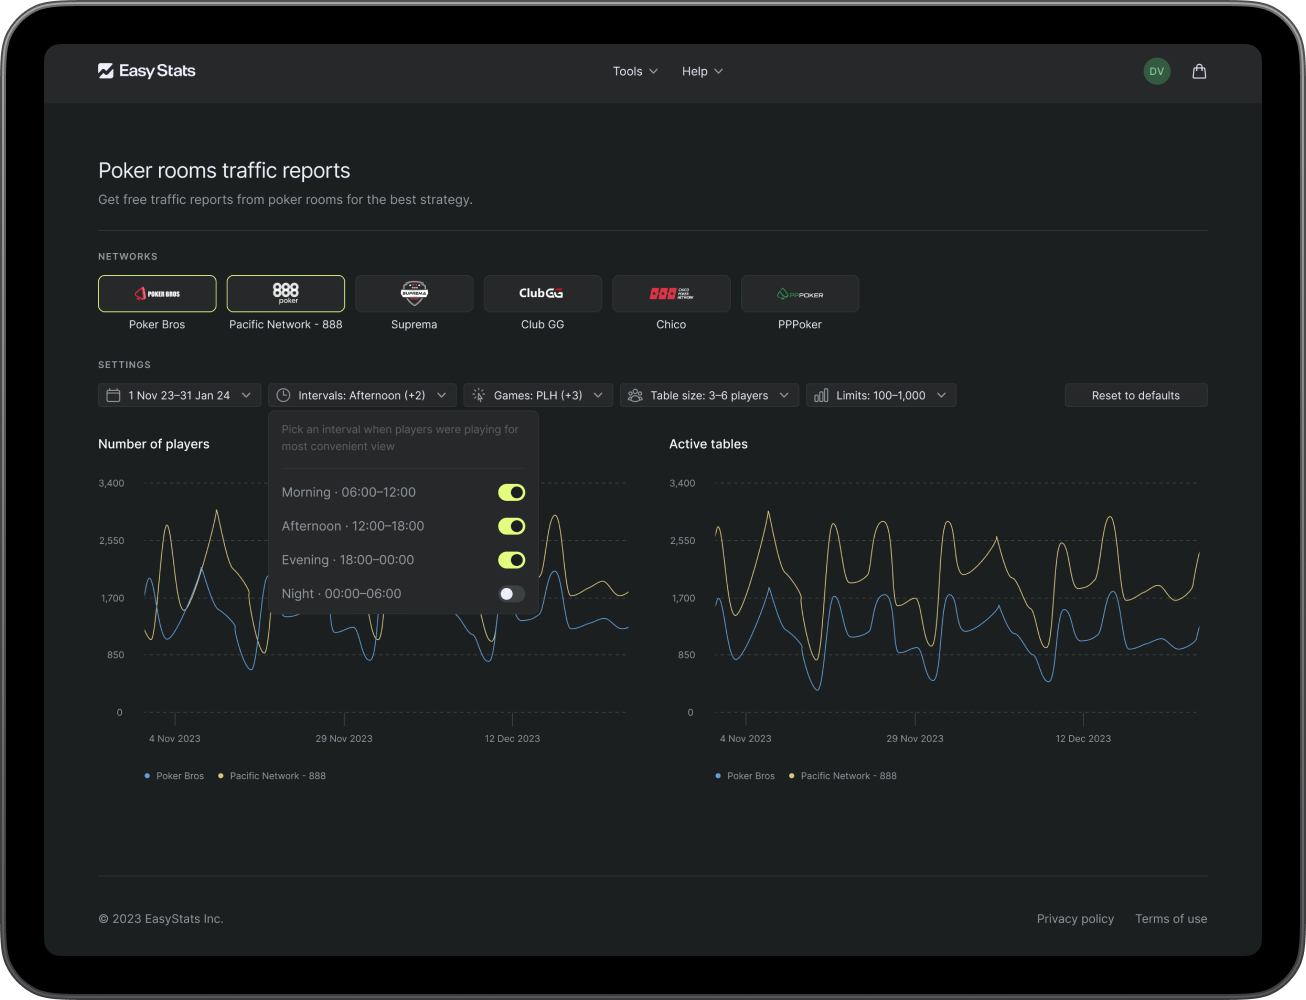 EasyStats
Tools
Help
DV
Poker rooms traffic reports
Get free traffic reports from poker rooms for the best strategy.
NETWORKS
POKER BROS
888
poker
SUPREMA
ClubGG
CHICO
POKER
NETWORK
PPPOKER
Poker Bros
Pacific Network - 888
Suprema
Club GG
Chico
PPPoker
SETTINGS
1 Nov 23–31 Jan 24
Intervals: Afternoon (+2)
Games: PLH (+3)
Table size: 3–6 players
Limits: 100–1,000
Reset to defaults
Pick an interval when players were playing for
most convenient view
Morning · 06:00–12:00
Afternoon · 12:00–18:00
Evening · 18:00–00:00
Night · 00:00–06:00
Number of players
3,400
2,550
1,700
850
0
4 Nov 2023
29 Nov 2023
12 Dec 2023
Poker Bros
Pacific Network - 888
Active tables
3,400
2,550
1,700
850
0
4 Nov 2023
29 Nov 2023
12 Dec 2023
Poker Bros
Pacific Network - 888
© 2023 EasyStats Inc.
Privacy policy
Terms of use